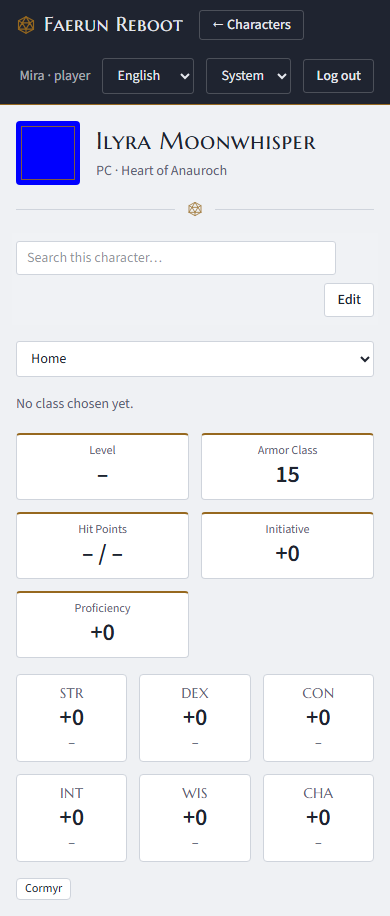 Faerun Reboot
← Characters
Mira · player
English
System
Log out
Ilyra Moonwhisper
PC · Heart of Anauroch
Search this character…
Edit
Home
No class chosen yet.
Level
–
Armor Class
15
Hit Points
– / –
Initiative
+0
Proficiency
+0
STR
+0
–
DEX
+0
–
CON
+0
–
INT
+0
–
WIS
+0
–
CHA
+0
–
Cormyr